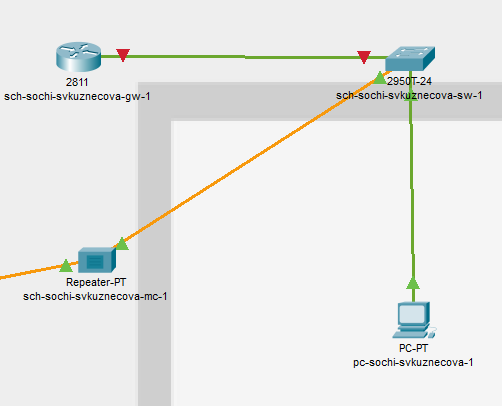 2811
sch-sochi-svkuznecova-gw-1
2950T-24
sch-sochi-svkuznecova-sw-1
Repeater-PT
sch-sochi-svkuznecova-mc-1
PC-PT
pc-sochi-svkuznecova-1